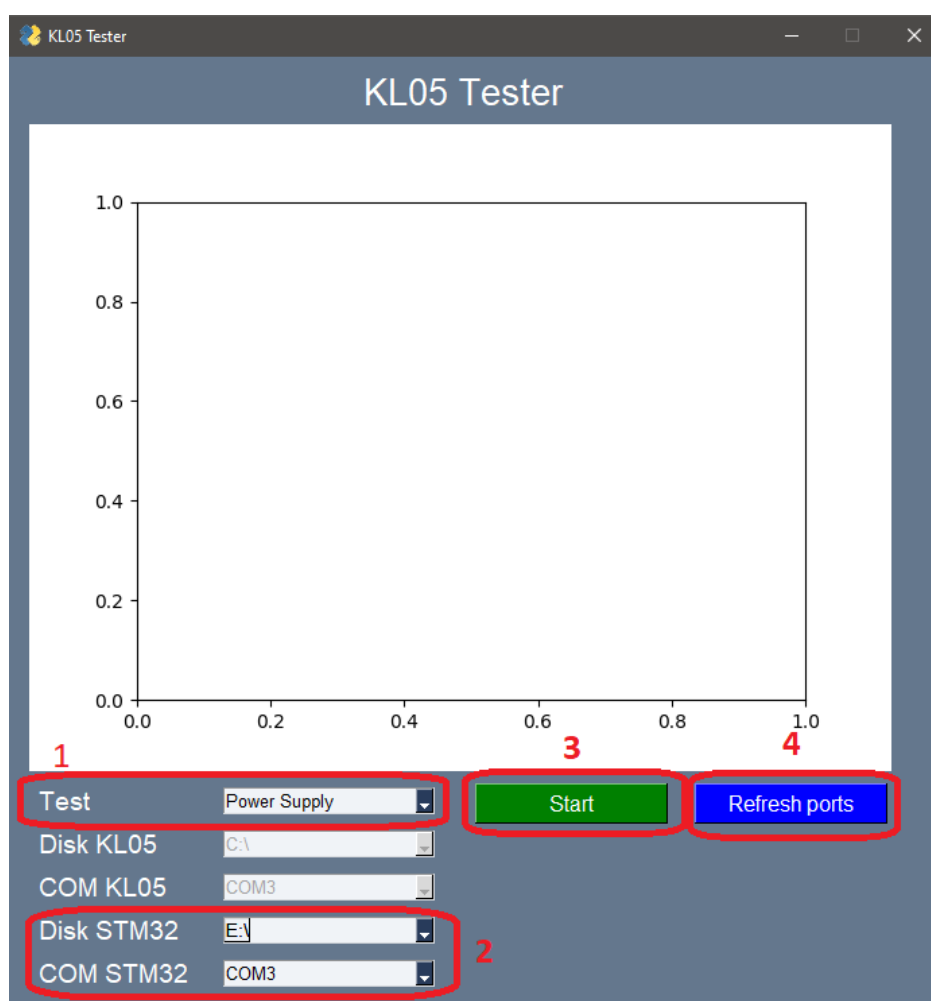 KL05 Tester
KL05 Tester
1.0
0.8
0.6
0.4
0.2
0.0
0.0 0.2 0.4 0.6 0.8 1.0
1 3 4
Test Power Supply Start Refresh ports
Disk KL05 C:\
COM KL05 COM3
Disk STM32 E:\
2
COM STM32 COM3